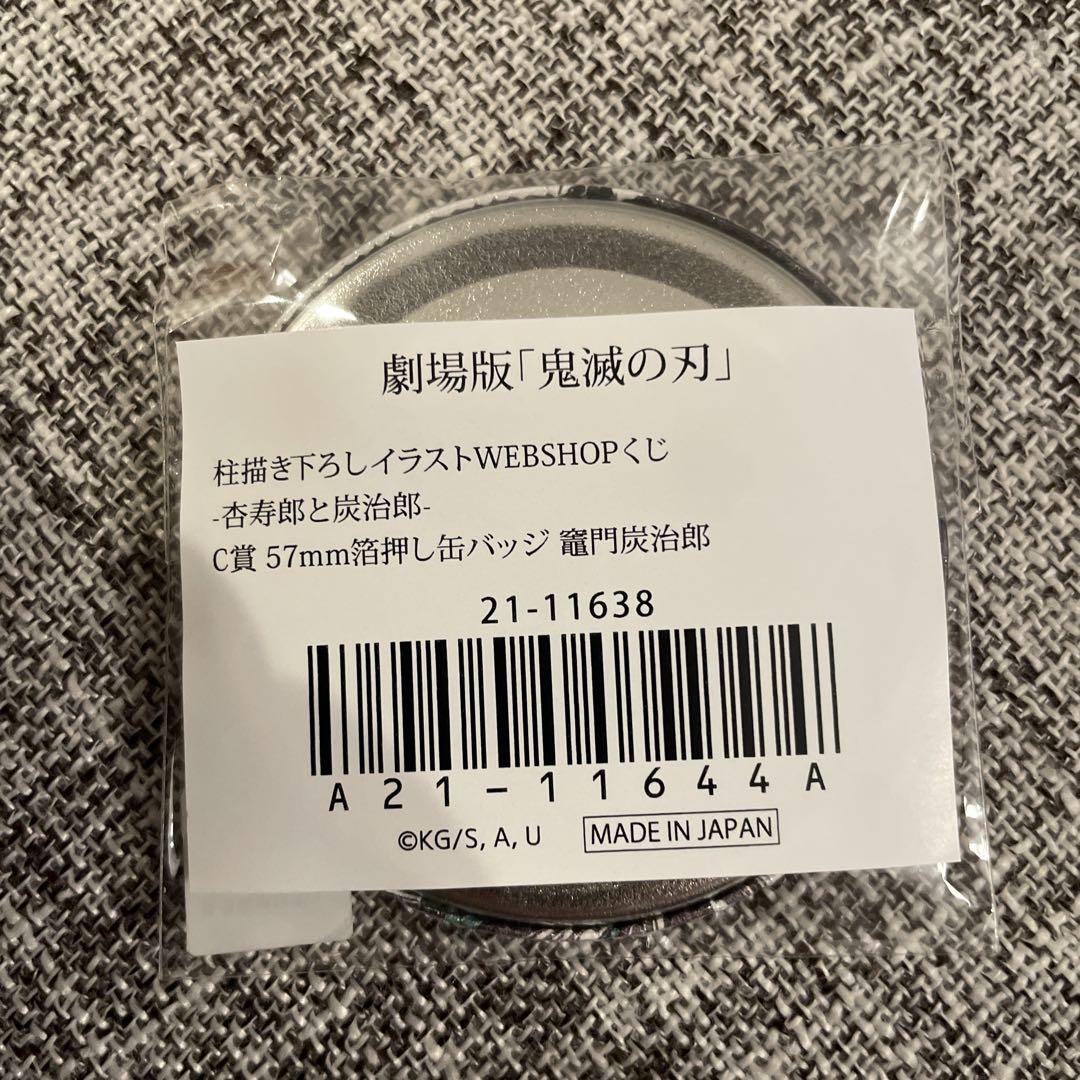 劇場版「鬼滅の刃」
柱描き下ろしイラストWEBSHOPくじ
-杏寿郎と炭治郎-
C賞 57mm箔押し缶バッジ 竈門炭治郎
21-11638
A21-11644A
©KG/S, A, U MADE IN JAPAN